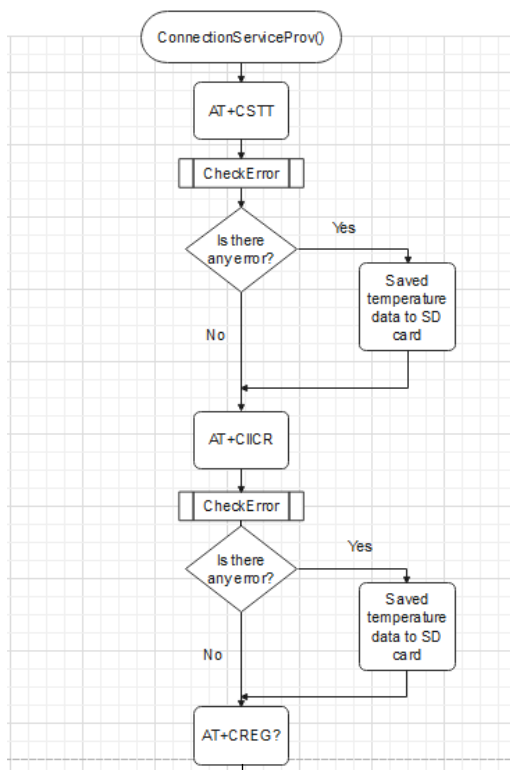 ConnectionServiceProv()
AT+CSTT
CheckError
Is there
any error?
Yes
Saved
temperature
data to SD
card
No
AT+CIICR
CheckError
Is there
any error?
Yes
Saved
temperature
data to SD
card
No
AT+CREG?